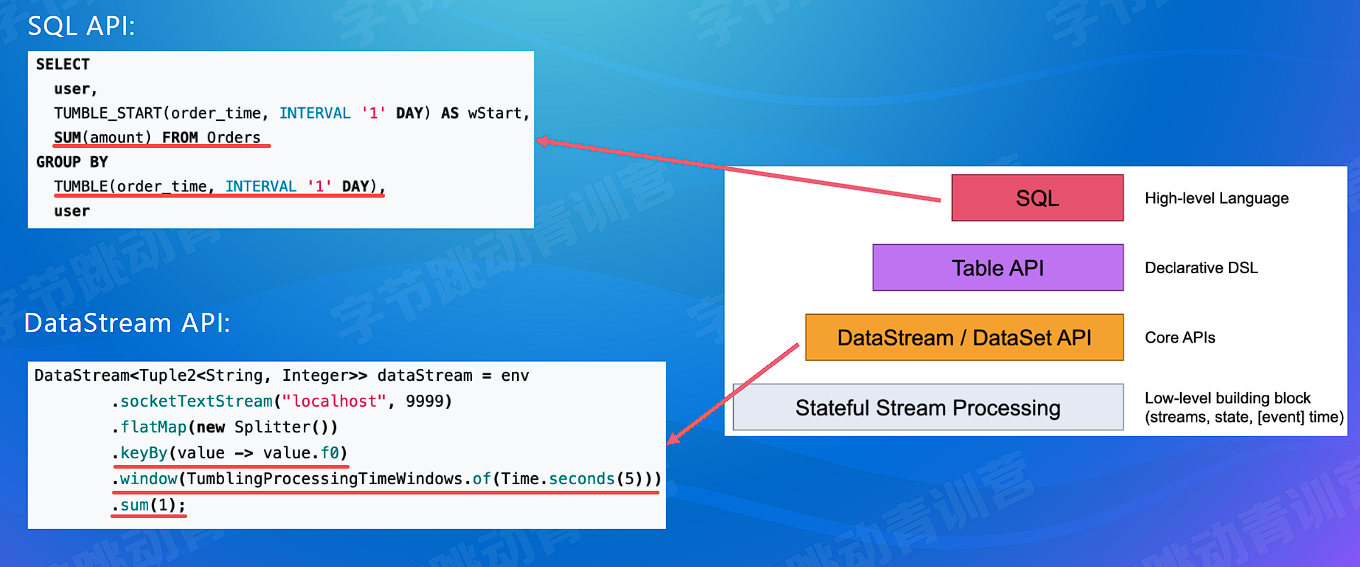 SQL API:
SELECT
user,
TUMBLE_START(order_time, INTERVAL '1' DAY) AS wStart,
SUM(amount) FROM Orders
GROUP BY
TUMBLE(order_time, INTERVAL '1' DAY),
user
DataStream API:
DataStream<Tuple2<String, Integer>> dataStream = env
.socketTextStream("localhost", 9999)
.flatMap(new Splitter())
.keyBy(value -> value.f0)
.window(TumblingProcessingTimeWindows.of(Time.seconds(5)))
.sum(1);
SQL
High-level Language
Table API
Declarative DSL
DataStream / DataSet API
Core APIs
Stateful Stream Processing
Low-level building block
(streams, state, [event] time)
字节跳动青训营